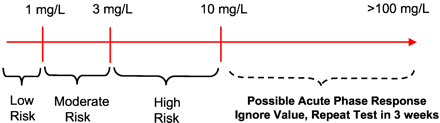 1 mg/L 3 mg/L 10 mg/L >100 mg/L
Low Moderate High Possible Acute Phase Response
Risk Risk Risk Ignore Value, Repeat Test in 3 weeks